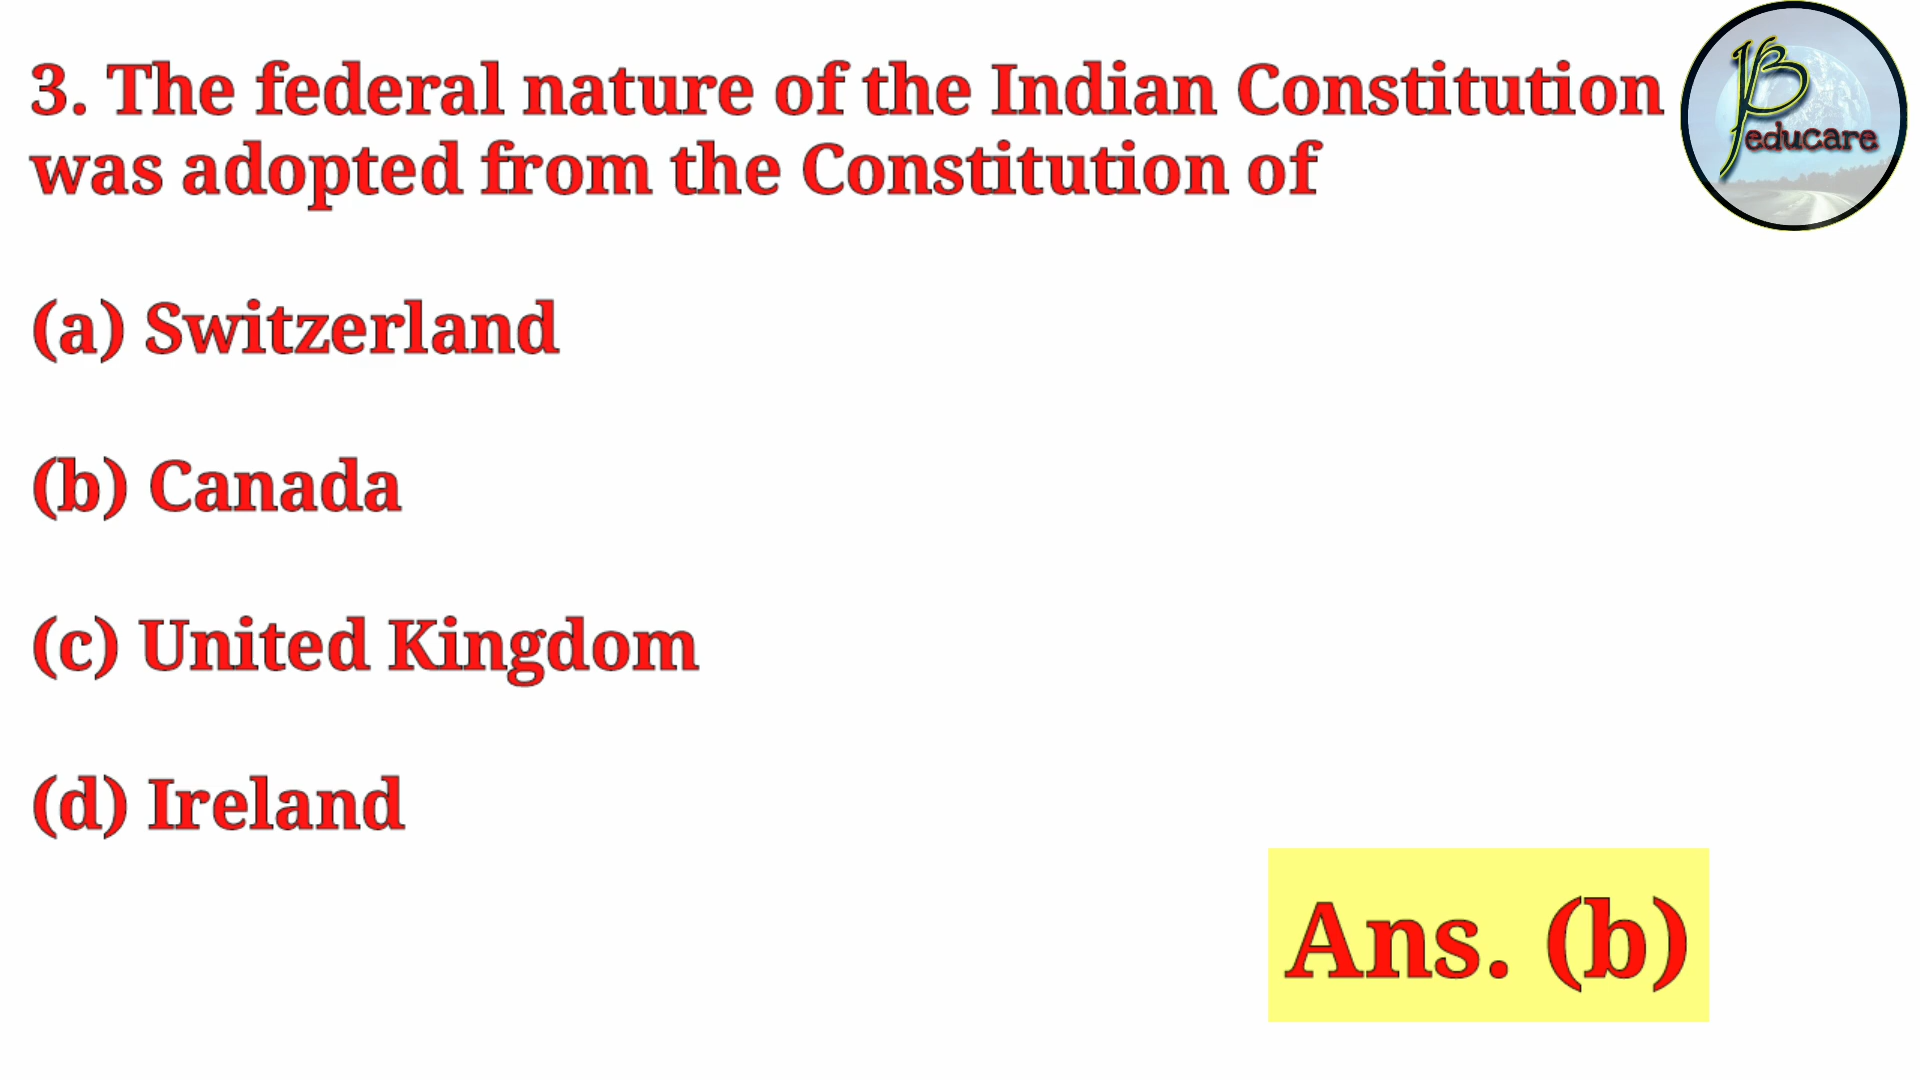 3. The federal nature of the Indian Constitution
was adopted from the Constitution of
(a) Switzerland
(b) Canada
(c) United Kingdom
(d) Ireland
Ans. (b)
educare